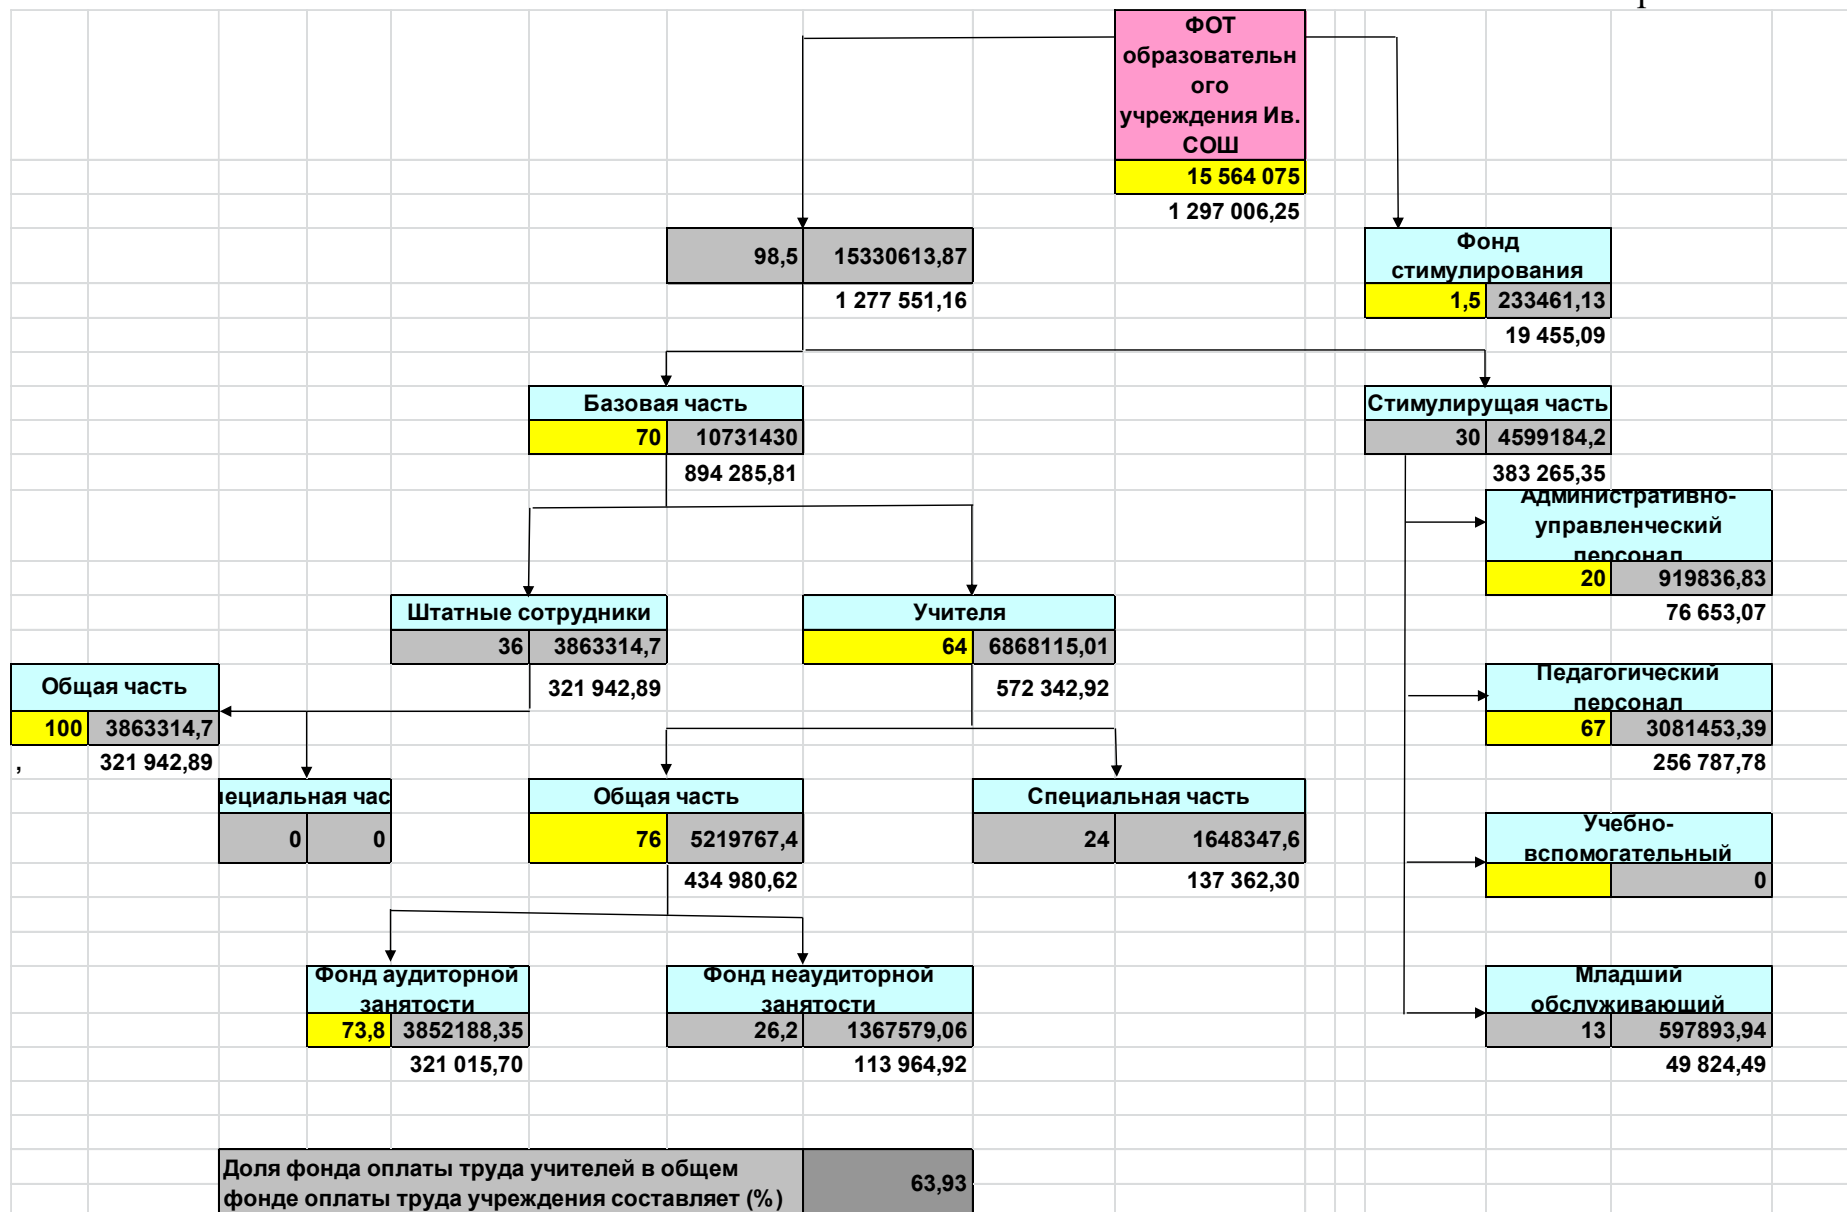 ФОТ
образовательн
ого
учреждения Ив.
СОШ
15 564 075
1 297 006,25
98,5 15330613,87
1 277 551,16
Фонд
стимулирования
1,5 233461,13
19 455,09
Базовая часть
70 10731430
894 285,81
Стимулирущая часть
30 4599184,2
383 265,35
Административно-
управленческий
персонал
20 919836,83
76 653,07
Штатные сотрудники
36 3863314,7
321 942,89
Учителя
64 6868115,01
572 342,92
Общая часть
100 3863314,7
, 321 942,89
Педагогический
персонал
67 3081453,39
256 787,78
пециальная час
0 0
Общая часть
76 5219767,4
434 980,62
Специальная часть
24 1648347,6
137 362,30
Учебно-
вспомогательный
0
Фонд аудиторной
занятости
73,8 3852188,35
321 015,70
Фонд неаудиторной
занятости
26,2 1367579,06
113 964,92
Младший
обслуживающий
13 597893,94
49 824,49
Доля фонда оплаты труда учителей в общем
фонде оплаты труда учреждения составляет (%)
63,93